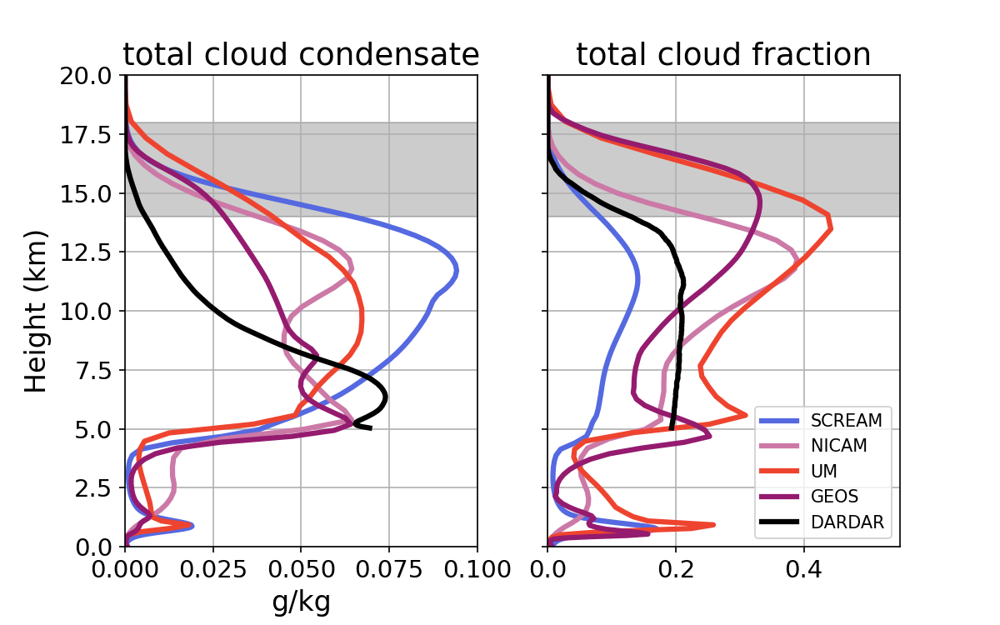 total cloud condensate
total cloud fraction
20.0
17.5
15.0
12.5
10.0
7.5
5.0
2.5
0.0
Height (km)
SCREAM
NICAM
UM
GEOS
DARDAR
0.000 0.025 0.050 0.075 0.100
0.0 0.2 0.4
g/kg